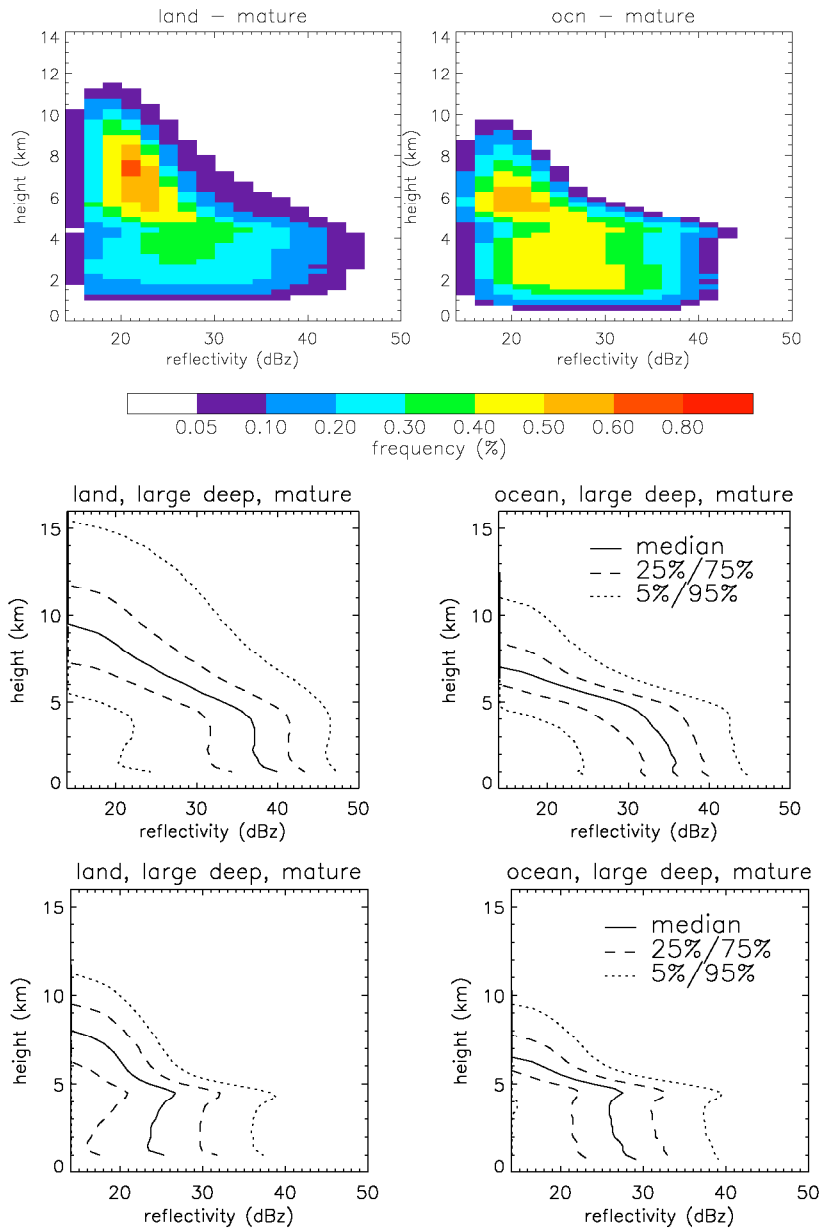 land – mature
ocn – mature
14
12
10
8
6
4
2
0
height (km)
20
30
40
50
reflectivity (dBz)
14
12
10
8
6
4
2
0
height (km)
20
30
40
50
reflectivity (dBz)
0.05 0.10 0.20 0.30 0.40 0.50 0.60 0.80
frequency (%)
land, large deep, mature
15
10
5
0
height (km)
20
30
40
50
reflectivity (dBz)
ocean, large deep, mature
median
25%/75%
5%/95%
15
10
5
0
height (km)
20
30
40
50
reflectivity (dBz)
land, large deep, mature
15
10
5
0
height (km)
20
30
40
50
reflectivity (dBz)
ocean, large deep, mature
median
25%/75%
5%/95%
15
10
5
0
height (km)
20
30
40
50
reflectivity (dBz)